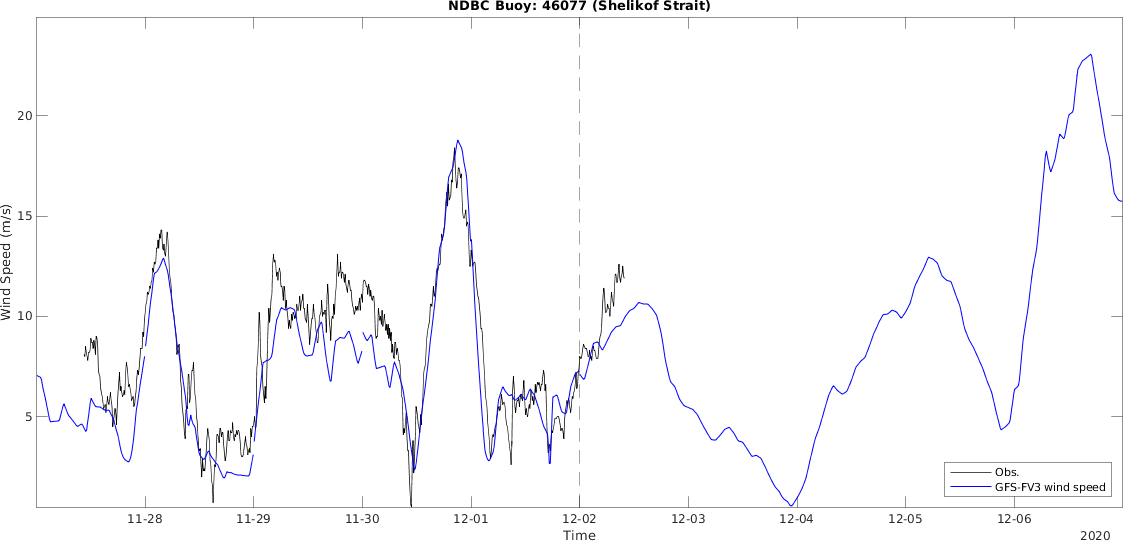 NDBC Buoy: 46077 (Shelikof Strait)
Wind Speed (m/s)
20
15
10
5
11-28 11-29 11-30 12-01 12-02 12-03 12-04 12-05 12-06
Time
2020
Obs.
GFS-FV3 wind speed